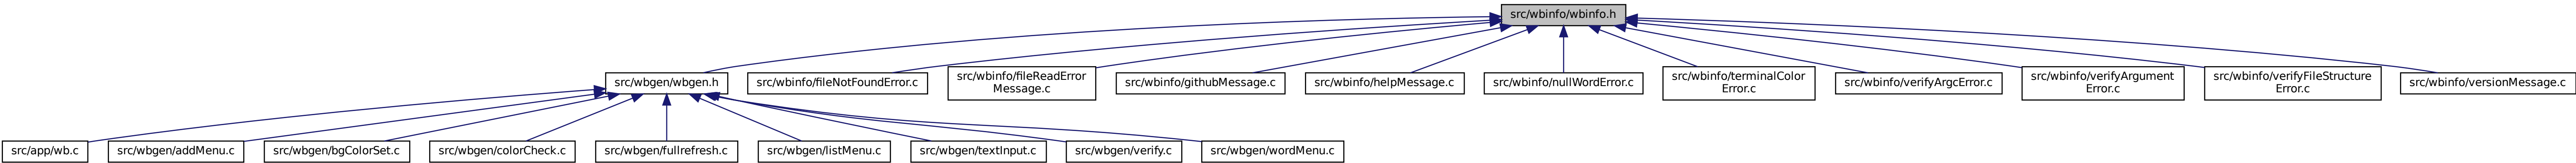 src/wbinfo/wbinfo.h
src/wbgen/wbgen.h
src/wbinfo/fileNotFoundError.c
src/wbinfo/fileReadError
Message.c
src/wbinfo/githubMessage.c
src/wbinfo/helpMessage.c
src/wbinfo/nullWordError.c
src/wbinfo/terminalColor
Error.c
src/wbinfo/verifyArgcError.c
src/wbinfo/verifyArgument
Error.c
src/wbinfo/verifyFileStructure
Error.c
src/wbinfo/versionMessage.c
src/app/wb.c
src/wbgen/addMenu.c
src/wbgen/bgColorSet.c
src/wbgen/colorCheck.c
src/wbgen/fullrefresh.c
src/wbgen/listMenu.c
src/wbgen/textInput.c
src/wbgen/verify.c
src/wbgen/wordMenu.c